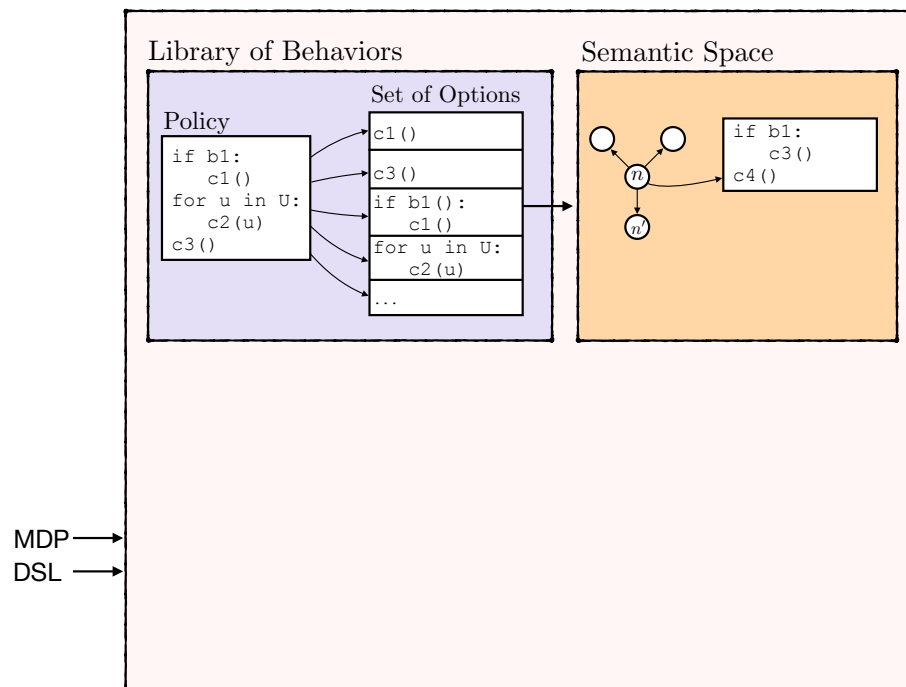 Library of Behaviors
Policy
if b1:
c1()
for u in U:
c2(u)
c3()
Set of Options
c1()
c3()
if b1():
c1()
for u in U:
c2(u)
...
Semantic Space
n
n'
if b1:
c3()
c4()
MDP
DSL